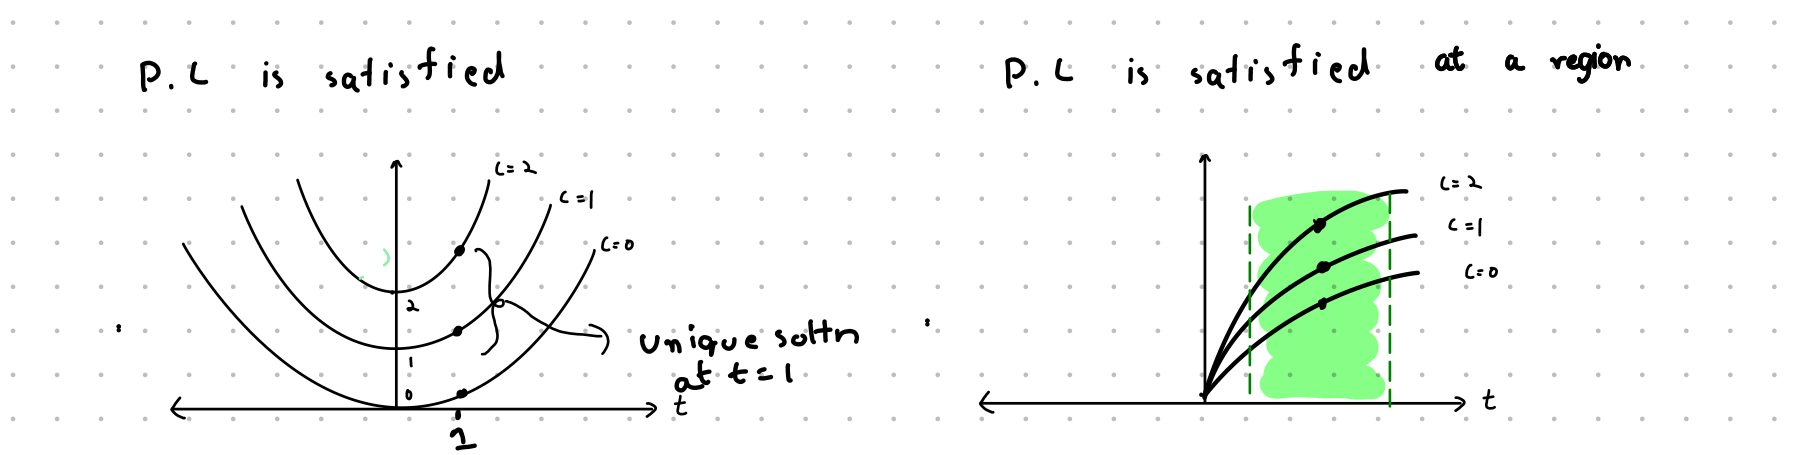 P.L is satisfied
C=2
C=1
C=0
2
1
0
unique soltn
at t=1
t
1
P.L is satisfied at a region
C=2
C=1
C=0
t